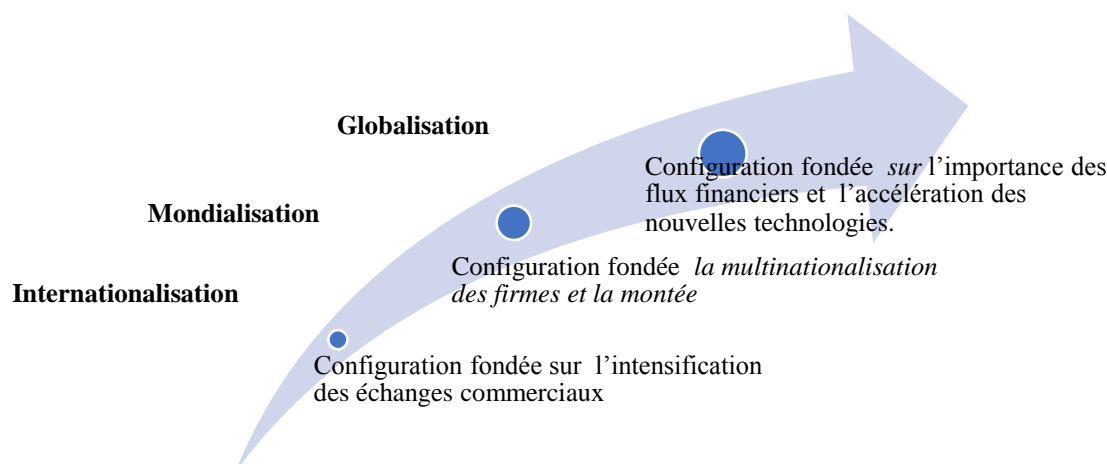 Globalisation
Configuration fondée sur l’importance des
flux financiers et l’accélération des
nouvelles technologies.
Mondialisation
Configuration fondée la multinationalisation
des firmes et la montée
Internationalisation
Configuration fondée sur l’intensification
des échanges commerciaux